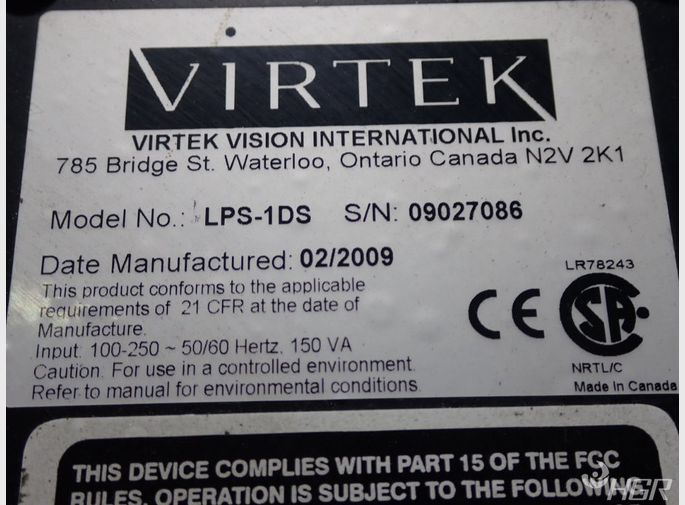 VIRTEK
VIRTEK VISION INTERNATIONAL Inc.
785 Bridge St. Waterloo, Ontario Canada N2V 2K1
Model No.: LPS-1DS S/N: 09027086
Date Manufactured: 02/2009
LR78243
This product conforms to the applicable
requirements of 21 CFR at the date of
Manufacture.
Input: 100-250 ~ 50/60 Hertz, 150 VA
Caution: For use in a controlled environment.
Refer to manual for environmental conditions
CE
SA
NRTL/C
Made In Canada
THIS DEVICE COMPLIES WITH PART 15 OF THE FCC
RULES. OPERATION IS SUBJECT TO THE FOLLOWING
HGR